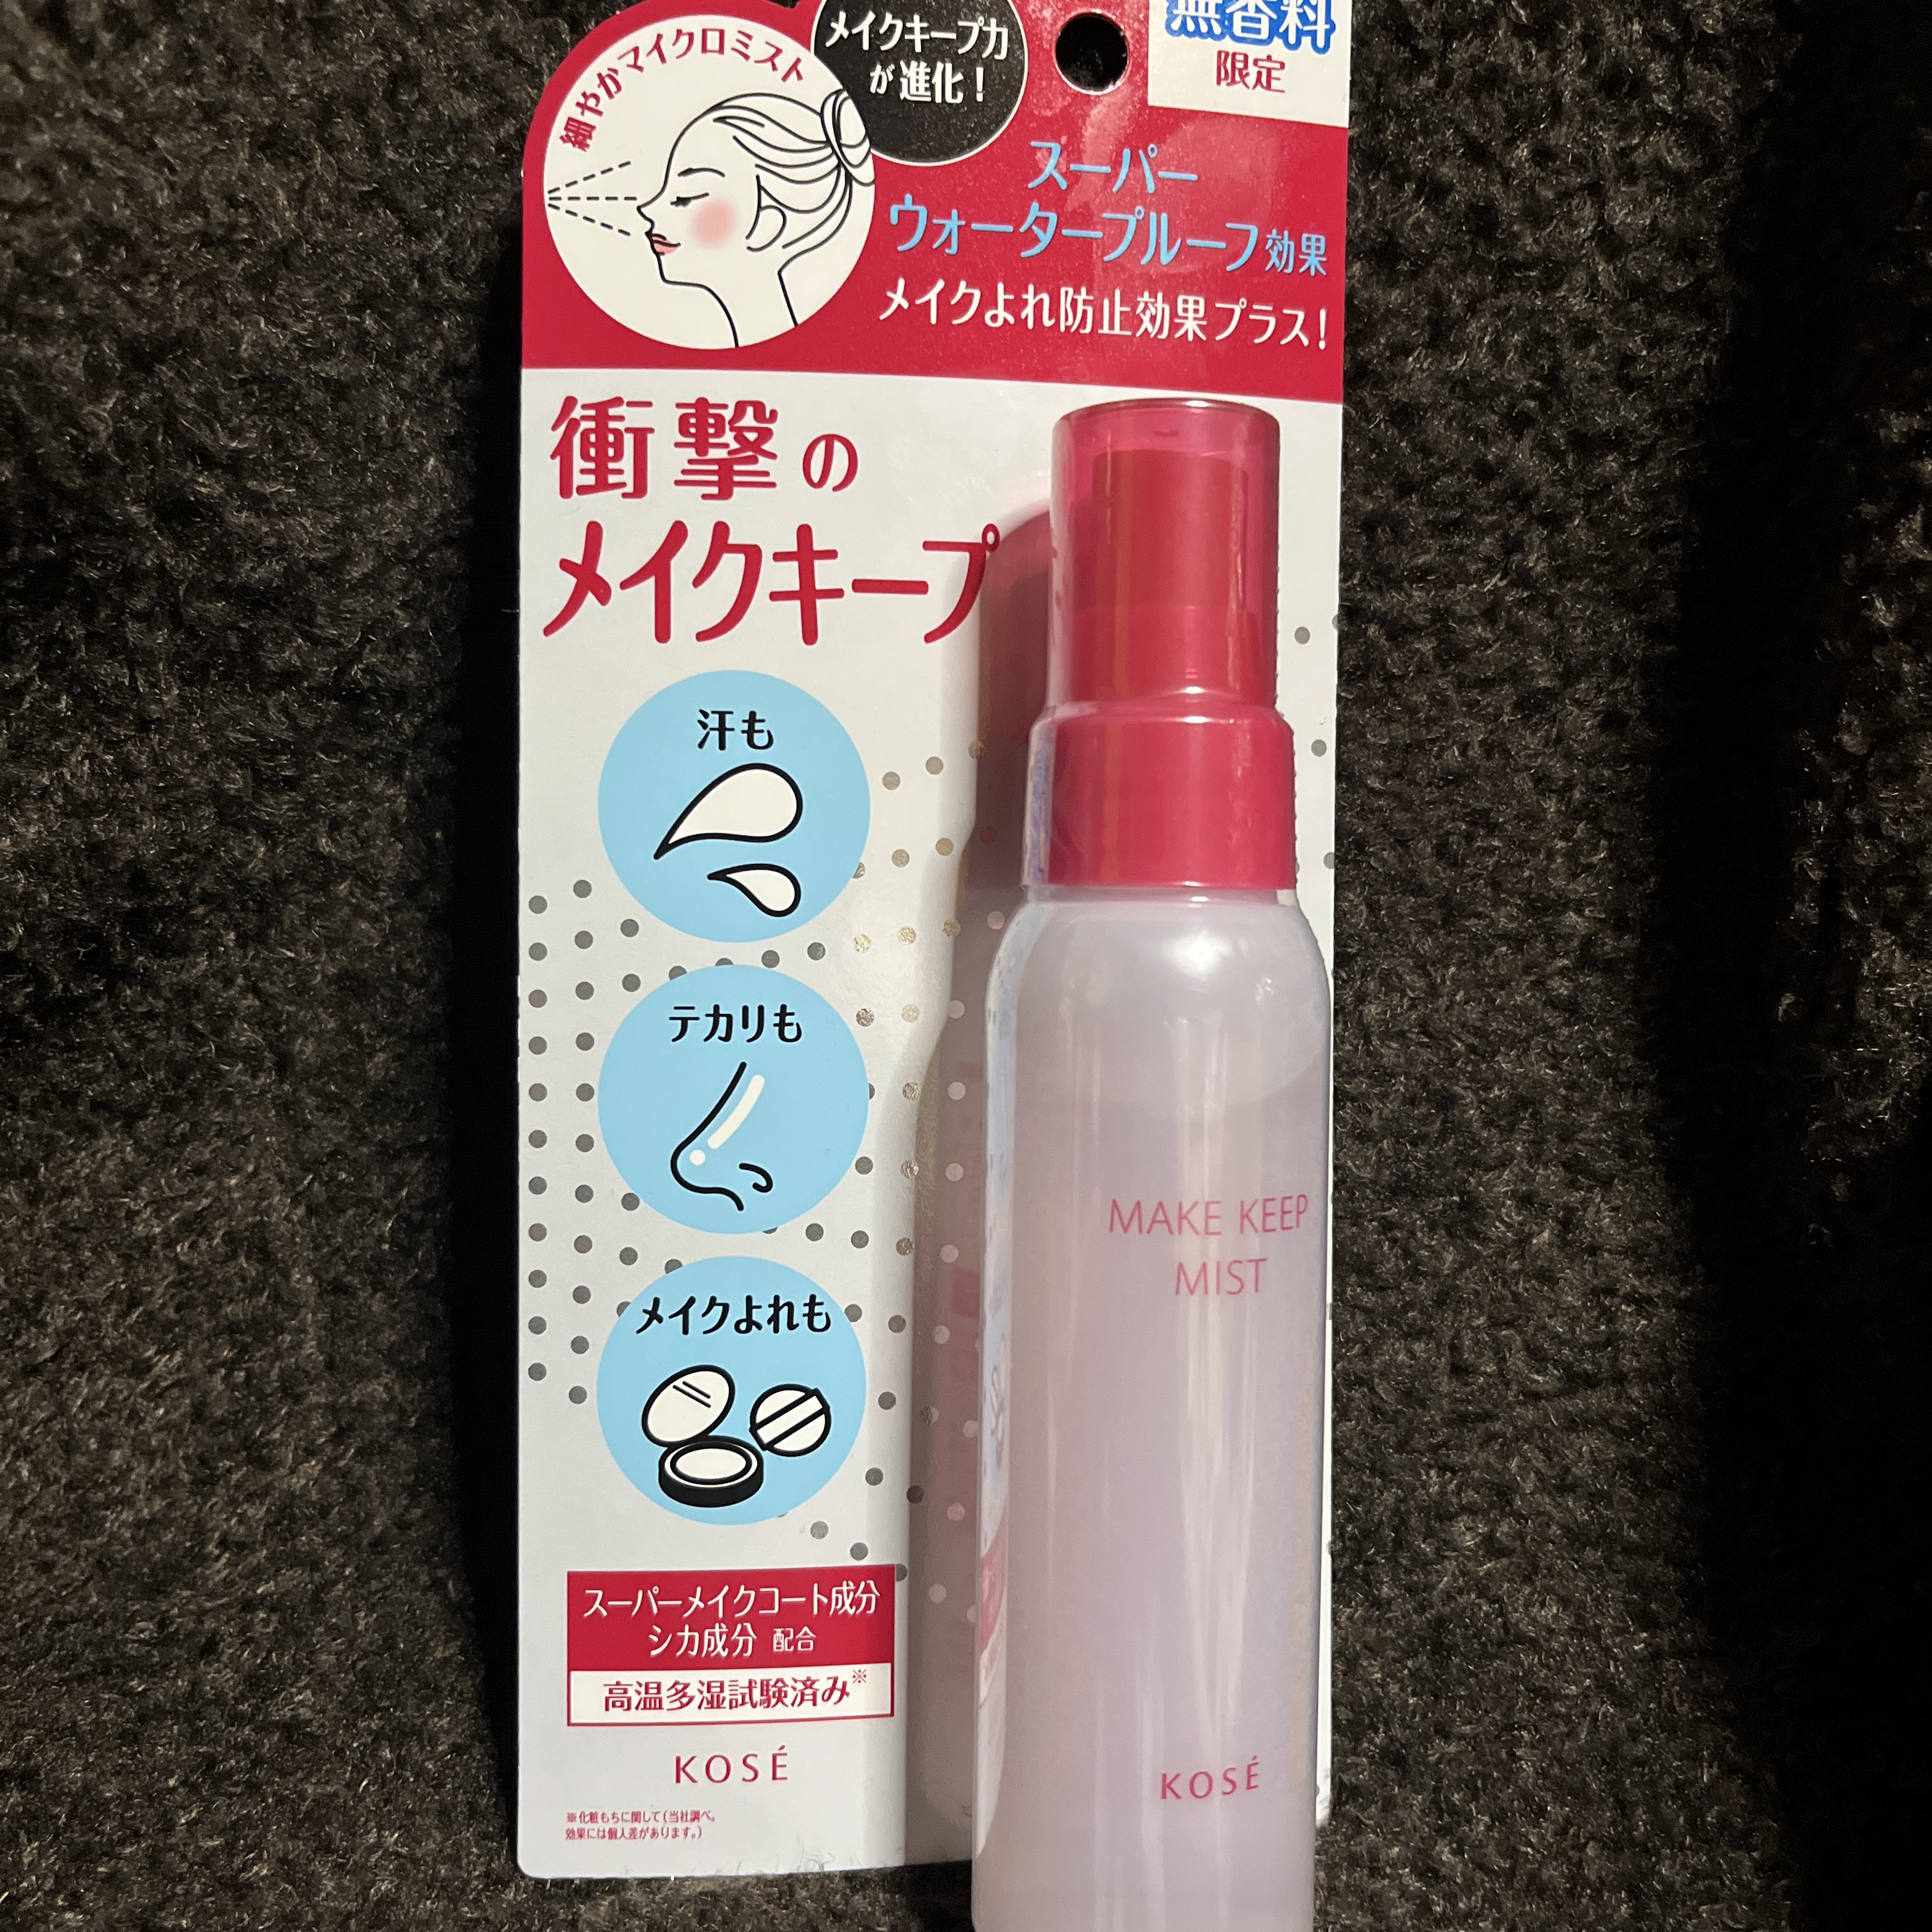 細やかマイクロミスト
メイクキープ力
が進化！
無香料
限定
スーパー
ウォータープルーフ効果
メイクよれ防止効果プラス！
衝撃の
メイクキープ
汗も
テカリも
メイクよれも
スーパーメイクコート成分
シカ成分 配合
高温多湿試験済み※
KOSÉ
※化粧もちに関して（当社調べ。
効果には個人差があります。）
MAKE KEEP
MIST
KOSÉ